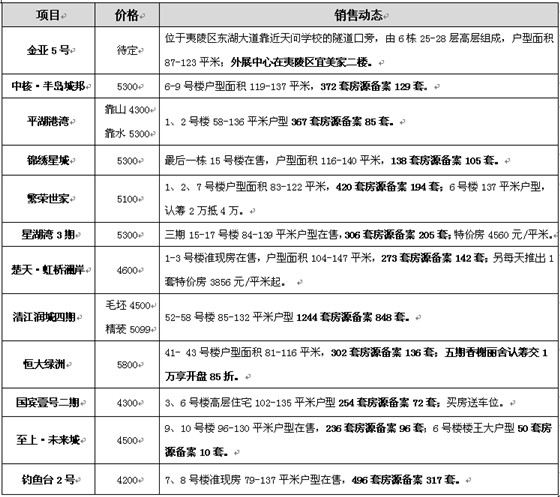 项目 价格 销售动态
金亚5号 待定 位于夷陵区东湖大道靠近天问学校的隧道口旁，由6栋25-28层高层组成，户型面积
87-123平米；外展中心在夷陵区宜美家二楼。
中核·半岛城邦 5300 6-9号楼户型面积119-137平米，372套房源备案129套。
平湖港湾 靠山4300 1、2号楼58-136平米户型367套房源备案85套。
靠水5300
锦绣星城 5300 最后一栋15号楼在售，户型面积116-140平米，138套房源备案105套。
繁荣世家 5100 1、2、7号楼户型面积83-122平米，420套房源备案194套；6号楼137平米户型，
认筹2万抵4万。
星湖湾3期 5300 三期15-17号楼84-139平米户型在售，306套房源备案205套；特价房4560元/平米。
楚天·虹桥澜岸 4600 1-3号楼准现房在售，户型面积104-147平米，273套房源备案142套；另每天推出1
套特价房3856元/平米起。
清江润城四期 毛坯4500 52-58号楼85-132平米户型1244套房源备案848套。
精装5099
恒大绿洲 5800 41- 43号楼户型面积81-116平米，302套房源备案136套；五期香榭丽舍认筹交1
万享开盘85折。
国宾壹号二期 4300 3、6号楼高层住宅102-135平米户型254套房源备案72套；买房送车位。
至上·未来城 4500 9、10号楼96-130平米户型在售，236套房源备案96套；6号楼楼王大户型50套房
源备案10套。
钓鱼台2号 4200 7、8号楼准现房79-137平米户型在售，496套房源备案317套。